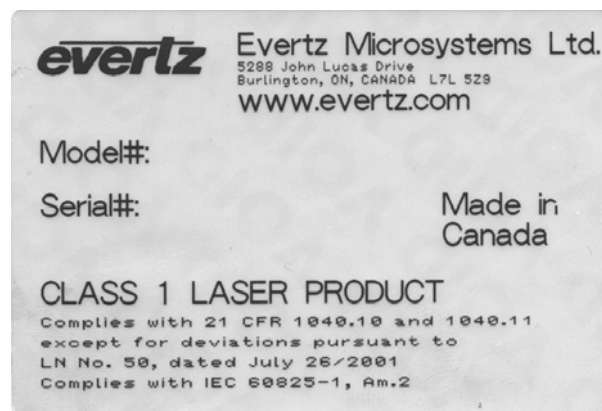 evertz
Evertz Microsystems Ltd.
5288 John Lucas Drive
Burlington, ON, CANADA L7L 5Z9
www.evertz.com
Model#:
Serial#:
Made in
Canada
CLASS 1 LASER PRODUCT
Complies with 21 CFR 1040.10 and 1040.11
except for deviations pursuant to
LN No. 50, dated July 26/2001
Complies with IEC 60825-1, Am.2